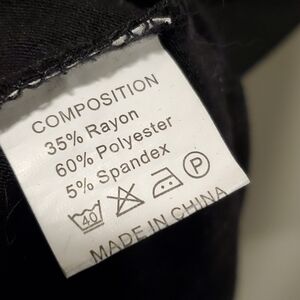 COMPOSITION
35% Rayon
60% Polyester
5% Spandex
40 P
MADE IN CHINA